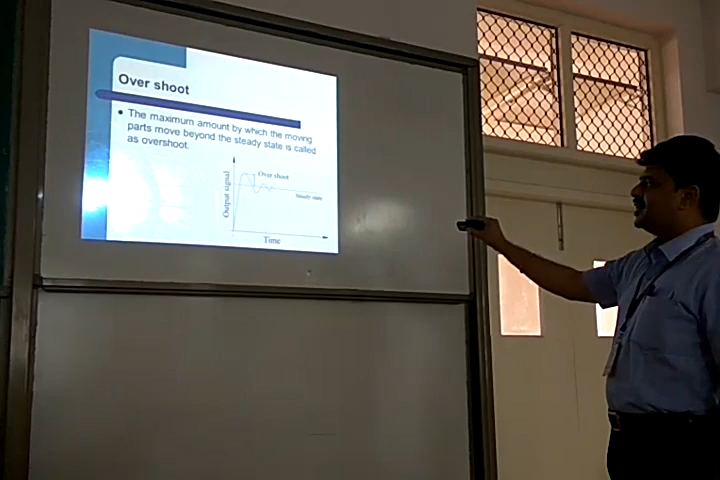 Over shoot
• The maximum amount by which the moving
parts move beyond the steady state is called
as overshoot.
Over shoot
Steady state
Output signal
Time